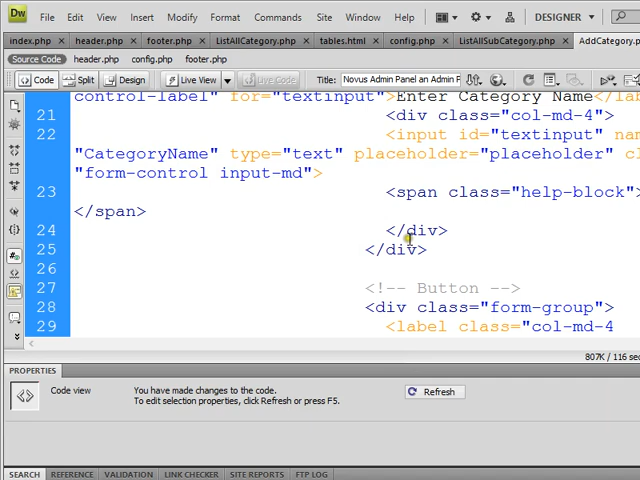 Dw File Edit View Insert Modify Format Commands Site Window Help DESIGNER
index.php × header.php × footer.php × ListAllCategory.php × tables.html × config.php × ListAllSubCategory.php × AddCategory.p
Source Code header.php config.php footer.php
Code Split Design Live View Live Code Title: Novus Admin Panel an Admin P
control-label" for="textinput">Enter Category Name</la
21 <div class="col-md-4">
22 <input id="textinput" nam
"CategoryName" type="text" placeholder="placeholder" cl
"form-control input-md">
23 <span class="help-block">
</span>
24 </div>
25 </div>
26
27 <!-- Button -->
28 <div class="form-group">
29 <label class="col-md-4
807K / 116 se
PROPERTIES
Code view You have made changes to the code. Refresh
To edit selection properties, click Refresh or press F5.
SEARCH REFERENCE VALIDATION LINK CHECKER SITE REPORTS FTP LOG